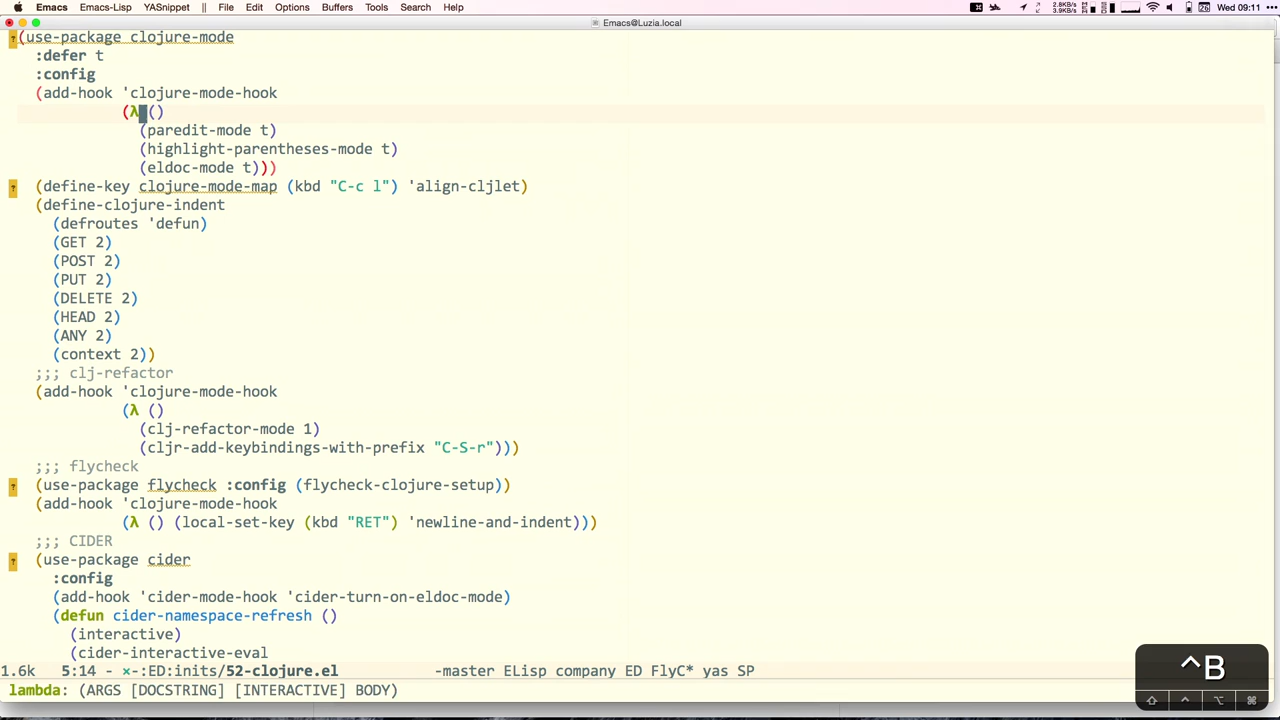 Emacs Emacs-Lisp YASnippet || File Edit Options Buffers Tools Search Help 2.8KB/s 3.9KB/s Wed 09:11
Emacs@Luzia.local
(use-package clojure-mode
:defer t
:config
(add-hook 'clojure-mode-hook
(λ ()
(paredit-mode t)
(highlight-parentheses-mode t)
(eldoc-mode t)))
(define-key clojure-mode-map (kbd "C-c l") 'align-cljlet)
(define-clojure-indent
(defroutes 'defun)
(GET 2)
(POST 2)
(PUT 2)
(DELETE 2)
(HEAD 2)
(ANY 2)
(context 2))
;;; clj-refactor
(add-hook 'clojure-mode-hook
(λ ()
(clj-refactor-mode 1)
(cljr-add-keybindings-with-prefix "C-S-r")))
;;; flycheck
(use-package flycheck :config (flycheck-clojure-setup))
(add-hook 'clojure-mode-hook
(λ () (local-set-key (kbd "RET") 'newline-and-indent)))
;;; CIDER
(use-package cider
:config
(add-hook 'cider-mode-hook 'cider-turn-on-eldoc-mode)
(defun cider-namespace-refresh ()
(interactive)
(cider-interactive-eval
1.6k 5:14 - ×-:ED:inits/52-clojure.el -master ELisp company ED FlyC* yas SP
lambda: (ARGS [DOCSTRING] [INTERACTIVE] BODY)
^B
⇧ ^ ⌥ ⌘